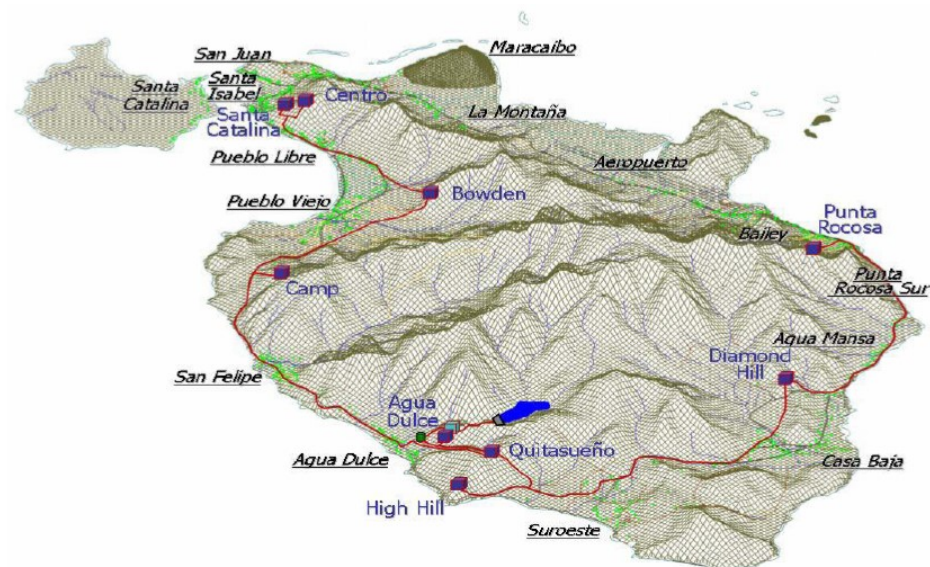 Maracaibo
San Juan
Santa
Isabel
Santa
Catalina
Centro
Santa
Catalina
La Montaña
Pueblo Libre
Aeropuerto
Bowden
Pueblo Viejo
Punta
Rocosa
Bailey
Camp
Punta
Rocosa Sur
Agua Mansa
Diamond
Hill
San Felipe
Agua
Dulce
Agua Dulce
Quitasueño
Casa Baja
High Hill
Suroeste